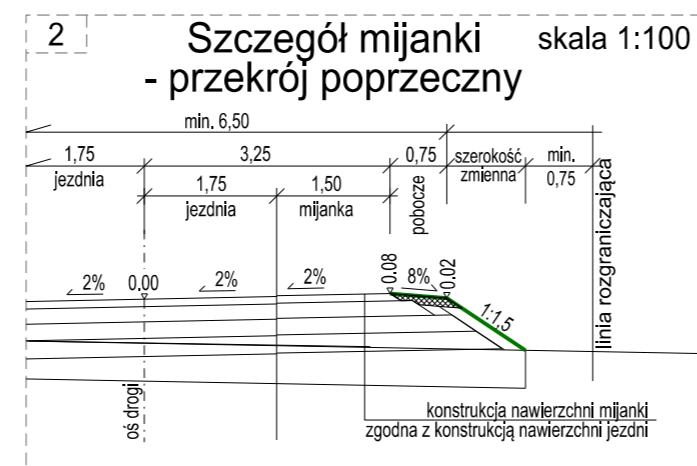 2
Szczegół mijanki
- przekrój poprzeczny
skala 1:100
min. 6,50
1,75
3,25
0,75
szerokość
zmienna
min.
0,75
jezdnia
1,75
1,50
jezdnia
mijanka
pobocze
linia rozgraniczająca
2%
0.00
2%
2%
0.08
8%
0.02
1:1,5
oś drogi
konstrukcja nawierzchni mijanki
zgodna z konstrukcją nawierzchni jezdni